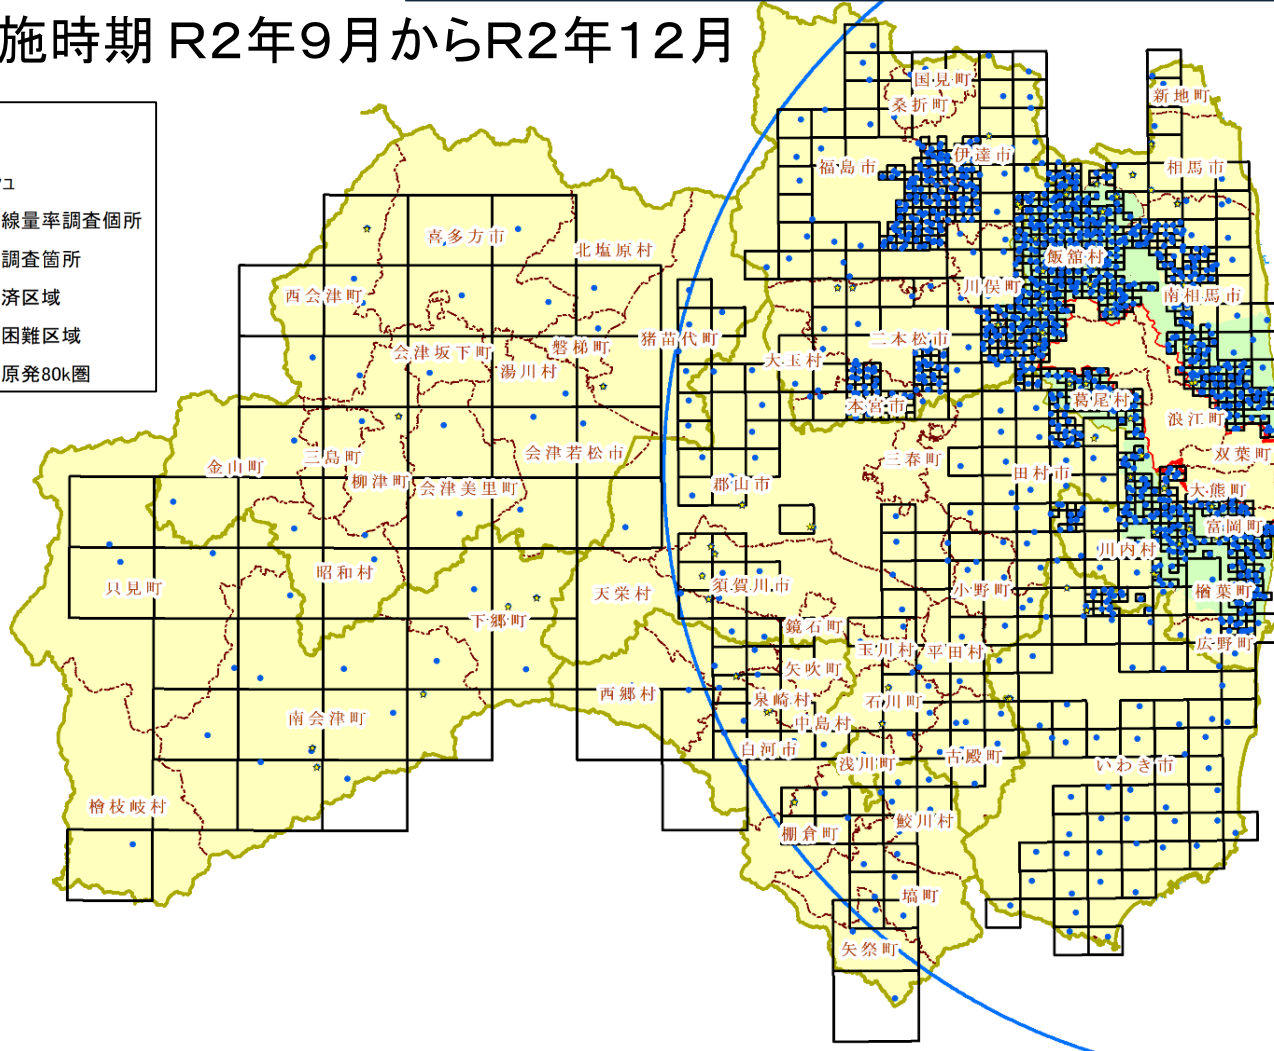 施時期 R2年9月からR2年12月
ュ
線量率調査個所
調査箇所
済区域
困難区域
原発80k圏
国見町
桑折町
新地町
伊達市
福島市
相馬市
喜多方市
北塩原村
飯舘村
川俣町
西会津町
南相馬市
猪苗代町
二本松市
磐梯町
会津坂下町
大玉村
湯川村
葛尾村
本宮市
浪江町
会津若松市
双葉町
三島町
三春町
金山町
田村市
柳津町
会津美里町
郡山市
大熊町
富岡町
川内村
昭和村
只見町
須賀川市
小野町
楢葉町
天栄村
下郷町
鏡石町
広野町
玉川村
平田村
矢吹町
西郷村
泉崎村
石川町
南会津町
中島村
白河市
古殿町
浅川町
いわき市
檜枝岐村
鮫川村
棚倉町
塙町
矢祭町